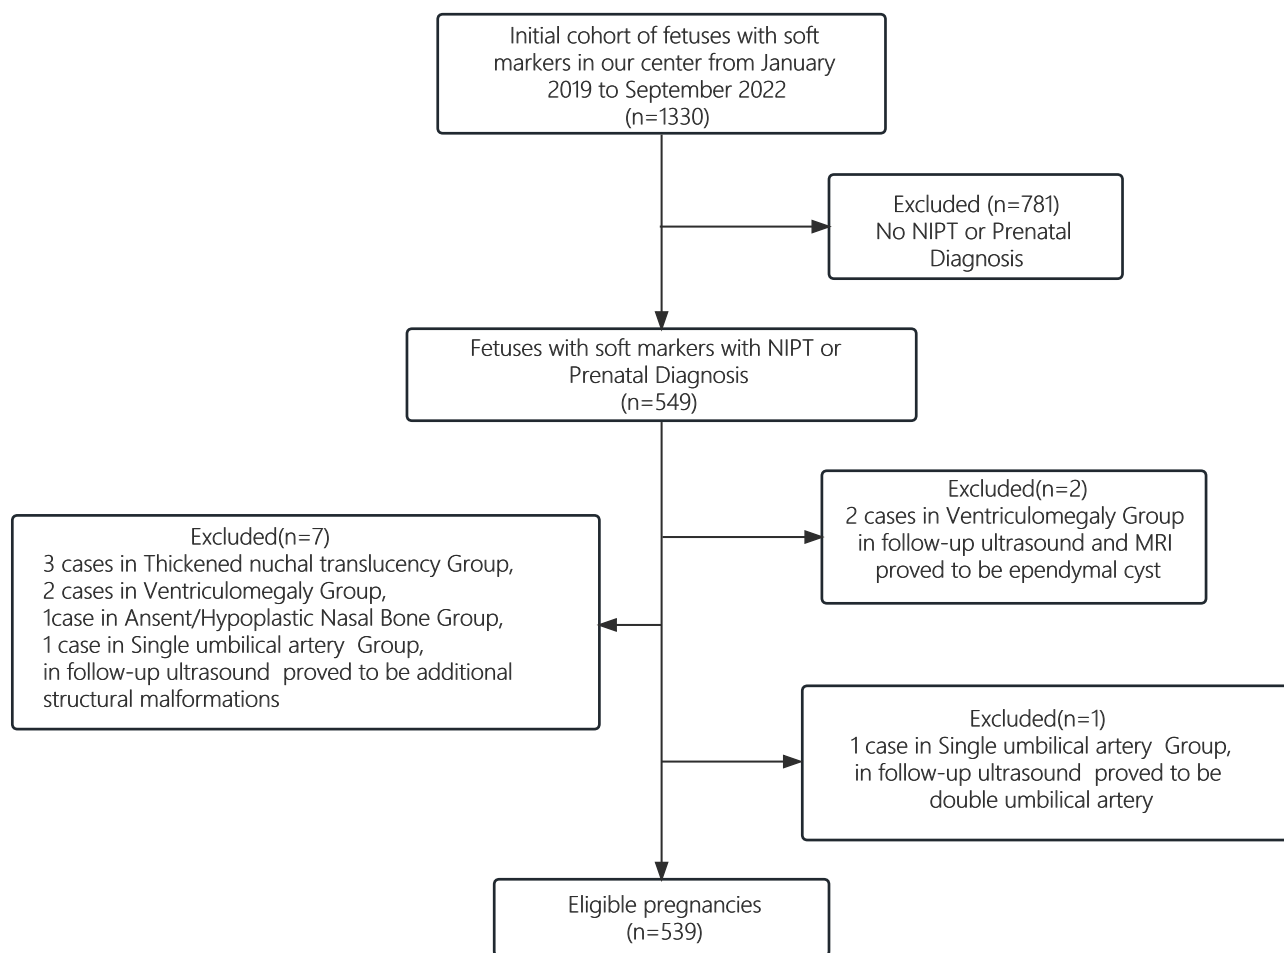 Initial cohort of fetuses with soft
markers in our center from January
2019 to September 2022
(n=1330)
Excluded (n=781)
No NIPT or Prenatal
Diagnosis
Fetuses with soft markers with NIPT or
Prenatal Diagnosis
(n=549)
Excluded(n=2)
2 cases in Ventriculomegaly Group
in follow-up ultrasound and MRI
proved to be ependymal cyst
Excluded(n=7)
3 cases in Thickened nuchal translucency Group,
2 cases in Ventriculomegaly Group,
1case in Ansent/Hypoplastic Nasal Bone Group,
1 case in Single umbilical artery  Group,
in follow-up ultrasound  proved to be additional
structural malformations
Excluded(n=1)
1 case in Single umbilical artery  Group,
in follow-up ultrasound  proved to be
double umbilical artery
Eligible pregnancies
(n=539)